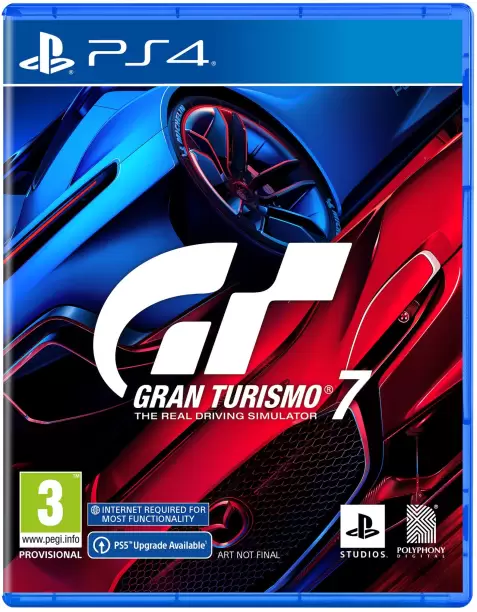 PS4
GRAN TURISMO® 7
THE REAL DRIVING SIMULATOR
3
www.pegi.info
PROVISIONAL
INTERNET REQUIRED FOR
MOST FUNCTIONALITY
PS5™ Upgrade Available
ART NOT FINAL
STUDIOS
POLYPHONY
DIGITAL